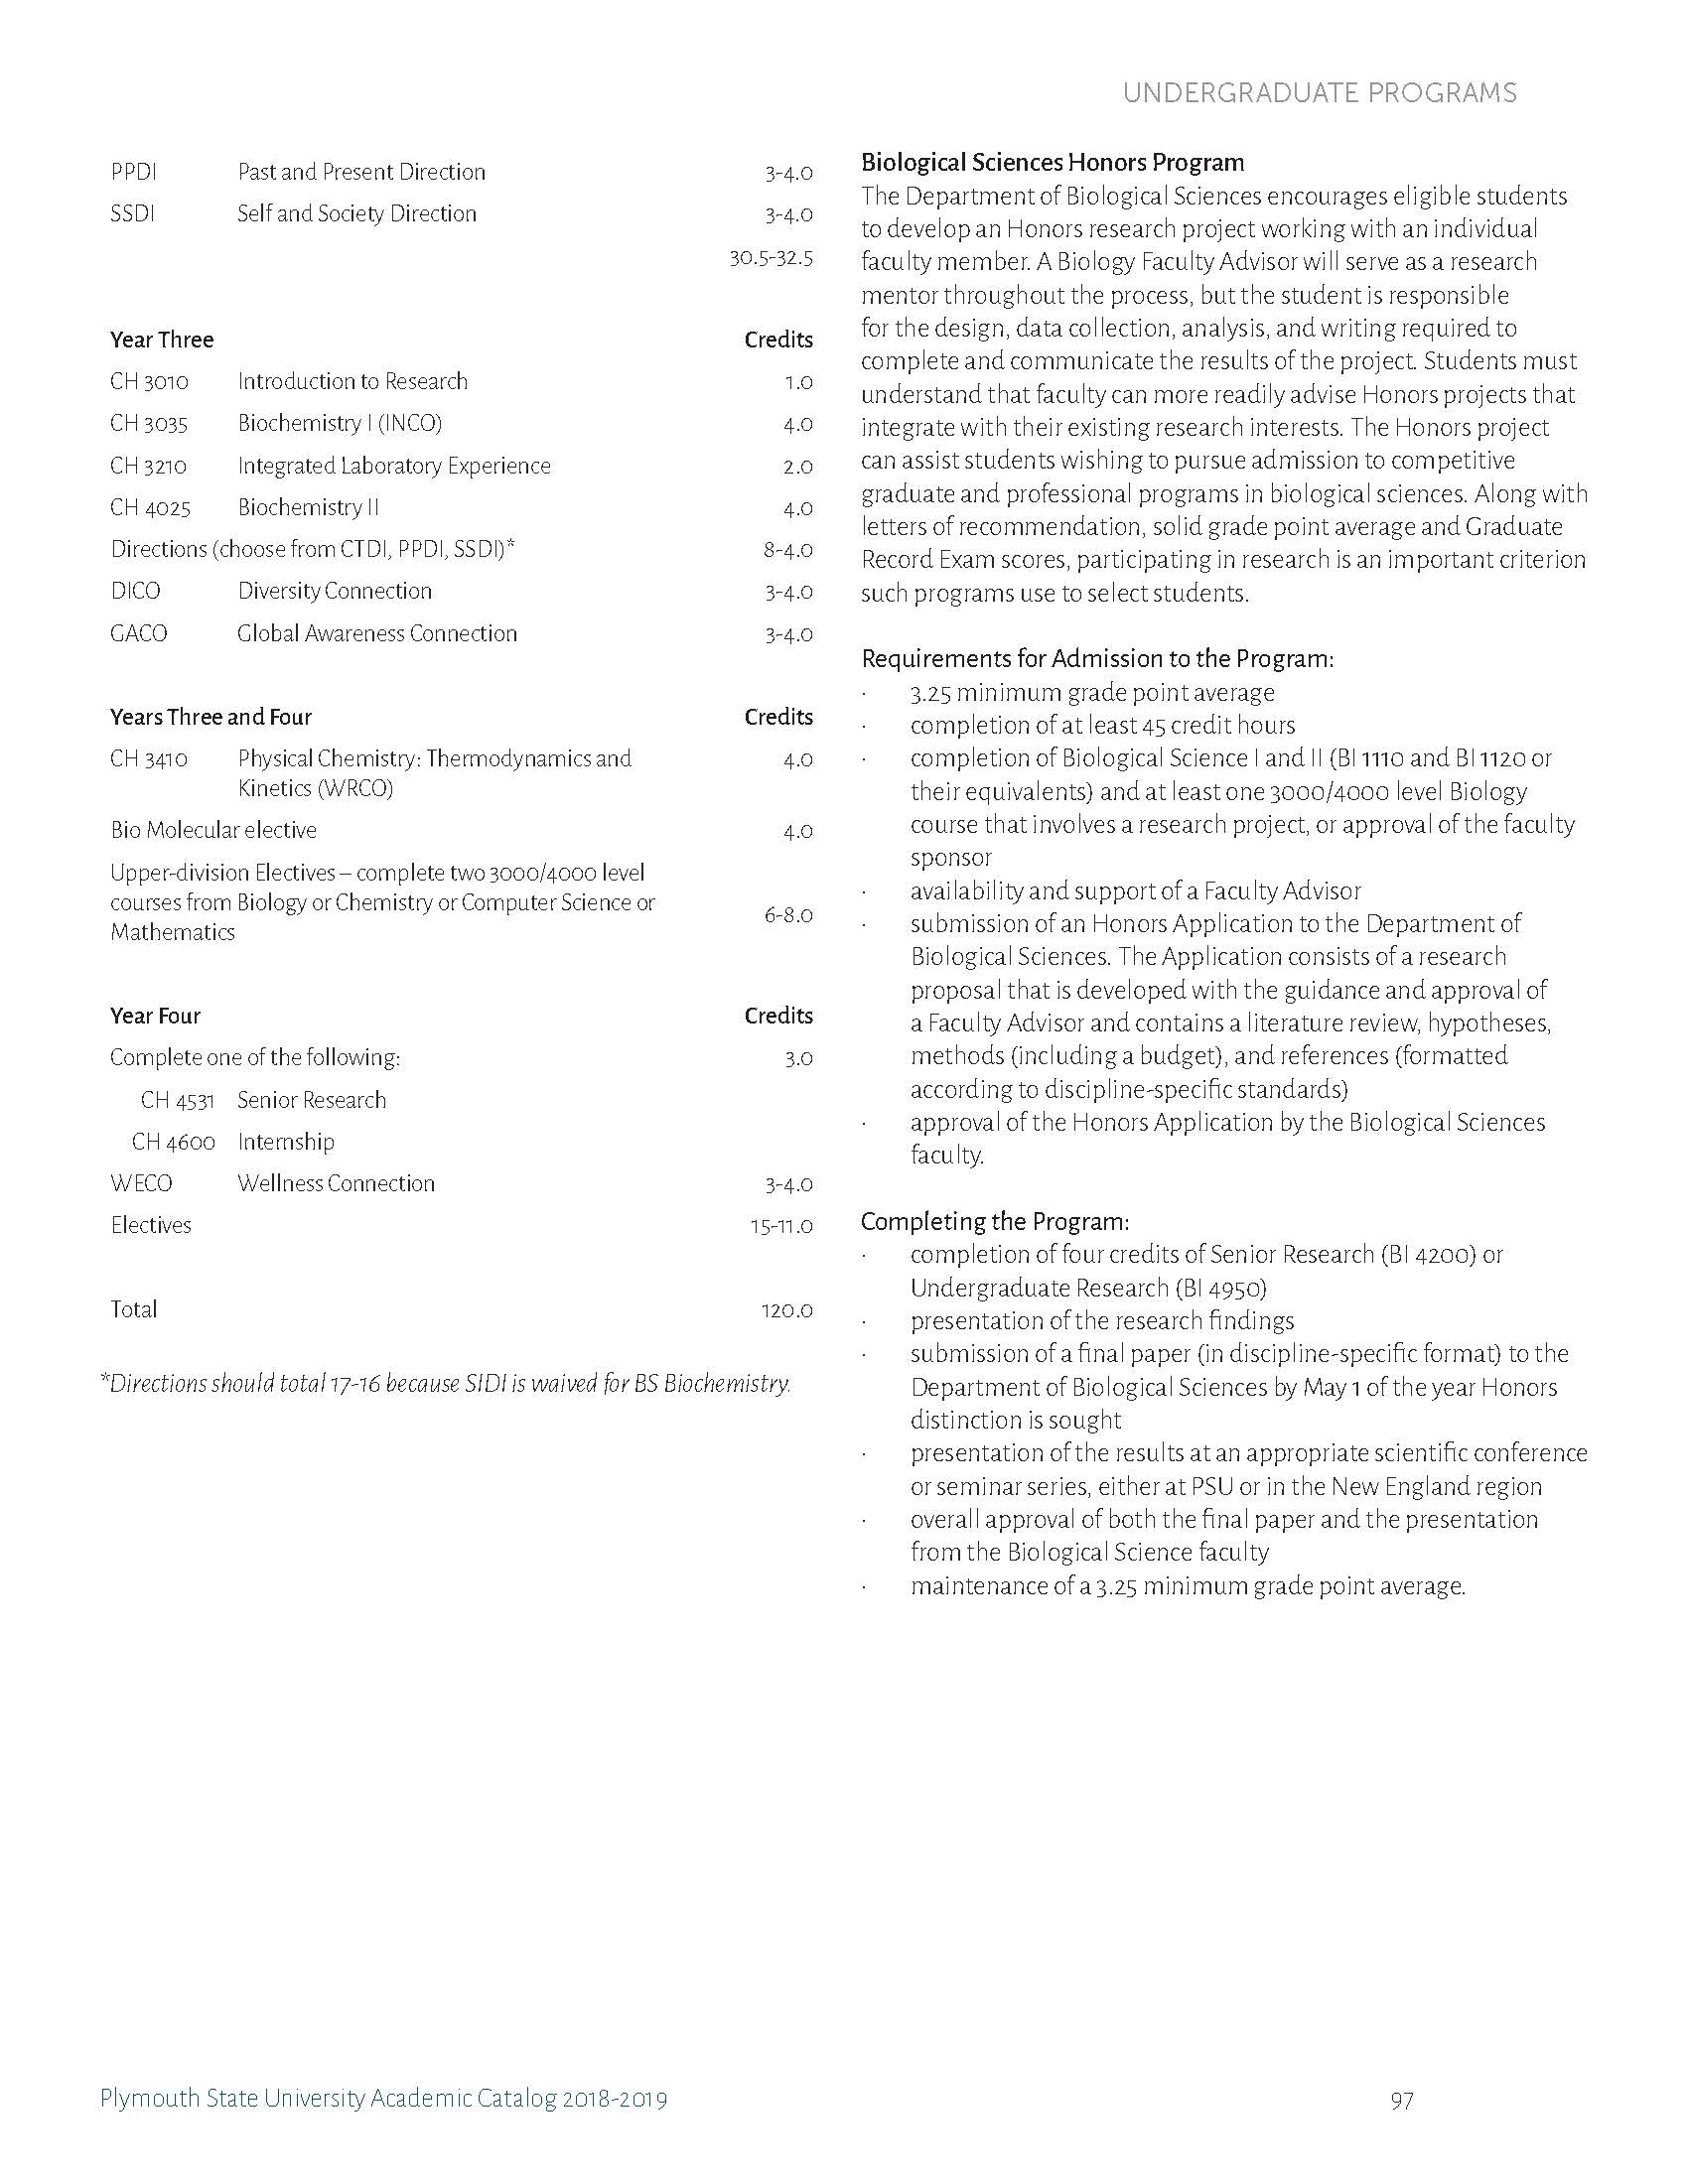 UNDERGRADUATE PROGRAMS
PPDI Past and Present Direction 3-4.0
SSDI Self and Society Direction 3-4.0
30.5-32.5
Year Three Credits
CH 3010 Introduction to Research 1.0
CH 3035 Biochemistry I (INCO) 4.0
CH 3210 Integrated Laboratory Experience 2.0
CH 4025 Biochemistry II 4.0
Directions (choose from CTDI, PPDI, SSDI)* 8-4.0
DICO Diversity Connection 3-4.0
GACO Global Awareness Connection 3-4.0
Years Three and Four Credits
CH 3410 Physical Chemistry: Thermodynamics and 4.0
Kinetics (WRCO)
Bio Molecular elective 4.0
Upper-division Electives – complete two 3000/4000 level
courses from Biology or Chemistry or Computer Science or 6-8.0
Mathematics
Year Four Credits
Complete one of the following: 3.0
CH 4531 Senior Research
CH 4600 Internship
WECO Wellness Connection 3-4.0
Electives 15-11.0
Total 120.0
*Directions should total 17-16 because SIDI is waived for BS Biochemistry.
Biological Sciences Honors Program
The Department of Biological Sciences encourages eligible students
to develop an Honors research project working with an individual
faculty member. A Biology Faculty Advisor will serve as a research
mentor throughout the process, but the student is responsible
for the design, data collection, analysis, and writing required to
complete and communicate the results of the project. Students must
understand that faculty can more readily advise Honors projects that
integrate with their existing research interests. The Honors project
can assist students wishing to pursue admission to competitive
graduate and professional programs in biological sciences. Along with
letters of recommendation, solid grade point average and Graduate
Record Exam scores, participating in research is an important criterion
such programs use to select students.
Requirements for Admission to the Program:
· 3.25 minimum grade point average
· completion of at least 45 credit hours
· completion of Biological Science I and II (BI 1110 and BI 1120 or
their equivalents) and at least one 3000/4000 level Biology
course that involves a research project, or approval of the faculty
sponsor
· availability and support of a Faculty Advisor
· submission of an Honors Application to the Department of
Biological Sciences. The Application consists of a research
proposal that is developed with the guidance and approval of
a Faculty Advisor and contains a literature review, hypotheses,
methods (including a budget), and references (formatted
according to discipline-specific standards)
· approval of the Honors Application by the Biological Sciences
faculty.
Completing the Program:
· completion of four credits of Senior Research (BI 4200) or
Undergraduate Research (BI 4950)
· presentation of the research findings
· submission of a final paper (in discipline-specific format) to the
Department of Biological Sciences by May 1 of the year Honors
distinction is sought
· presentation of the results at an appropriate scientific conference
or seminar series, either at PSU or in the New England region
· overall approval of both the final paper and the presentation
from the Biological Science faculty
· maintenance of a 3.25 minimum grade point average.
Plymouth State University Academic Catalog 2018-2019 97